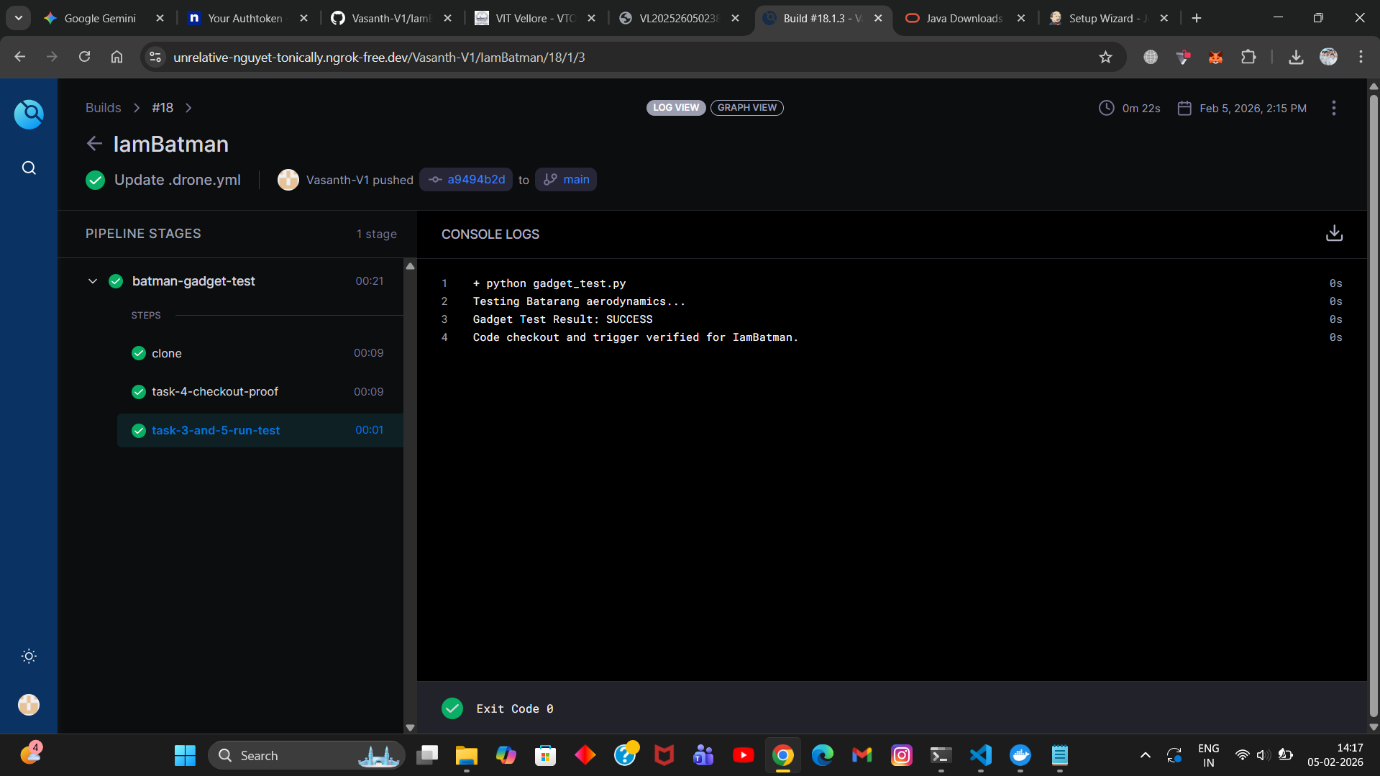 Google Gemini
Your Authtoken
Vasanth-V1/IamI
VIT Vellore - VTO
VL20252605023
Build #18.1.3 - V
Java Downloads
Setup Wizard - J
unrelative-nguyet-tonically.ngrok-free.dev/Vasanth-V1/IamBatman/18/1/3
Builds > #18 >
LOG VIEW GRAPH VIEW
0m 22s Feb 5, 2026, 2:15 PM
IamBatman
Update .drone.yml
Vasanth-V1 pushed a9494b2d to main
PIPELINE STAGES 1 stage
batman-gadget-test 00:21
STEPS
clone 00:09
task-4-checkout-proof 00:09
task-3-and-5-run-test 00:01
CONSOLE LOGS
1 + python gadget_test.py 0s
2 Testing Batarang aerodynamics... 0s
3 Gadget Test Result: SUCCESS 0s
4 Code checkout and trigger verified for IamBatman. 0s
Exit Code 0
4
Search
ENG
IN
14:17
05-02-2026